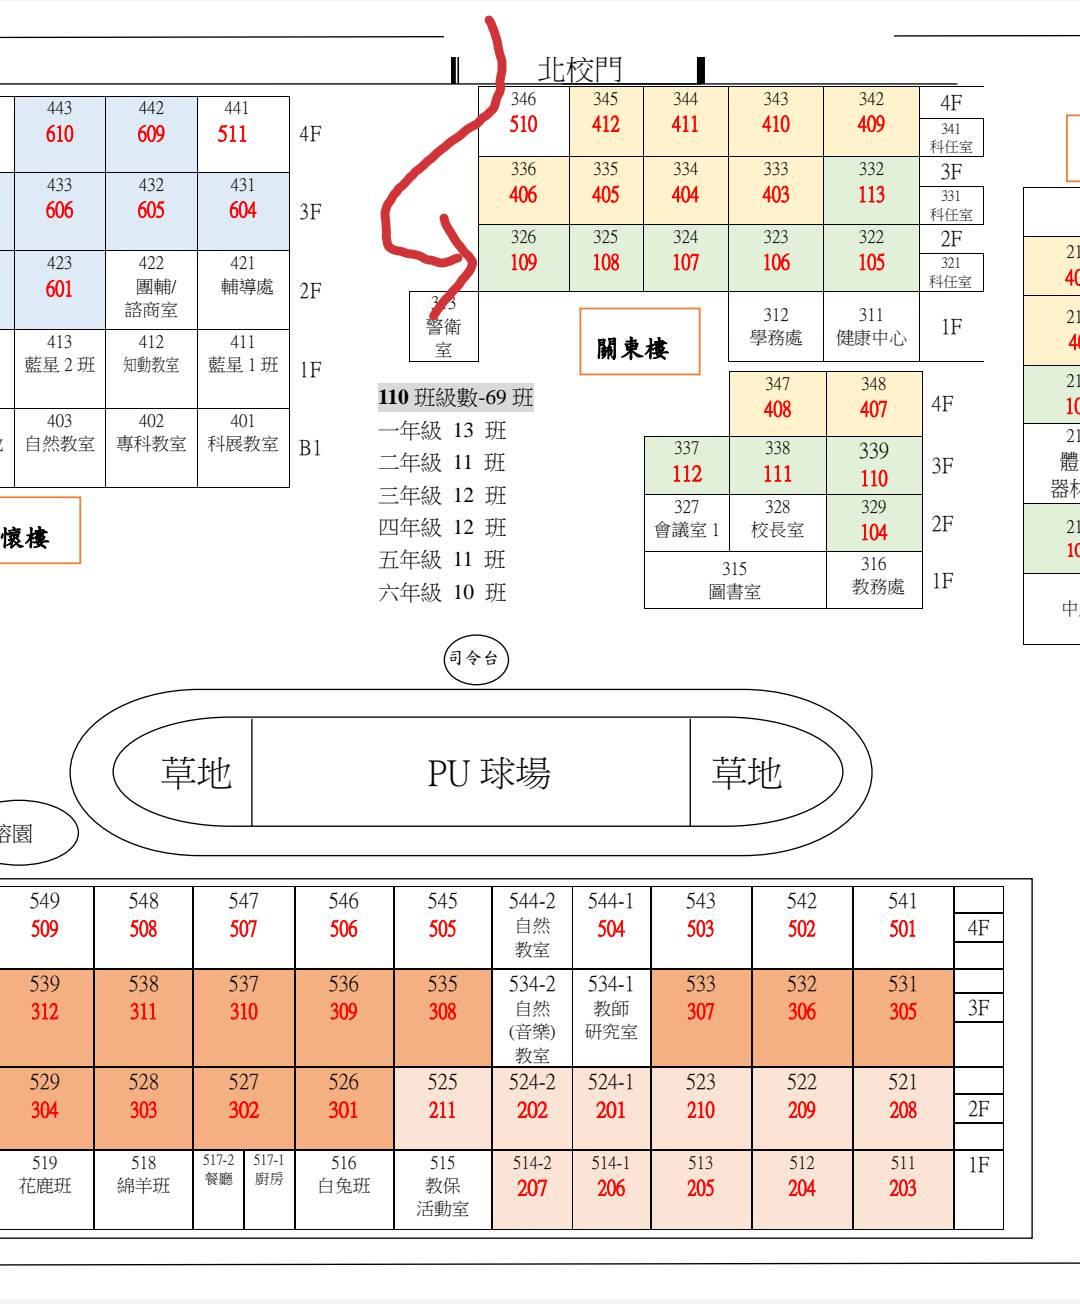 北校門
443 442 441
610 609 511 4F
433 432 431
606 605 604 3F
423 422 421
601 團輔/ 輔導處 2F
諮商室
413 412 411
藍星 2 班 知動教室 藍星 1 班 1F
403 402 401
自然教室 專科教室 科展教室 B1
懷樓
346 345 344 343 342 4F
510 412 411 410 409 341
科任室
336 335 334 333 332 3F
406 405 404 403 113 331
科任室
326 325 324 323 322 2F
109 108 107 106 105 321
科任室
警衛
室
關東樓
312 311
學務處 健康中心 1F
347 348
408 407 4F
337 338 339
112 111 110 3F
327 328 329
會議室 1 校長室 104 2F
315 316
圖書室 教務處 1F
110 班級數-69 班
一年級 13 班
二年級 11 班
三年級 12 班
四年級 12 班
五年級 11 班
六年級 10 班
司令台
草地 PU 球場 草地
549 548 547 546 545 544-2 544-1 543 542 541
509 508 507 506 505 自然 504 503 502 501 4F
教室
539 538 537 536 535 534-2 534-1 533 532 531
312 311 310 309 308 自然 教師 307 306 305 3F
(音樂) 研究室
教室
529 528 527 526 525 524-2 524-1 523 522 521
304 303 302 301 211 202 201 210 209 208 2F
519 518 517-2 517-1 516 515 514-2 514-1 513 512 511 1F
花鹿班 綿羊班 餐廳 廚房 白兔班 教保 207 206 205 204 203
活動室